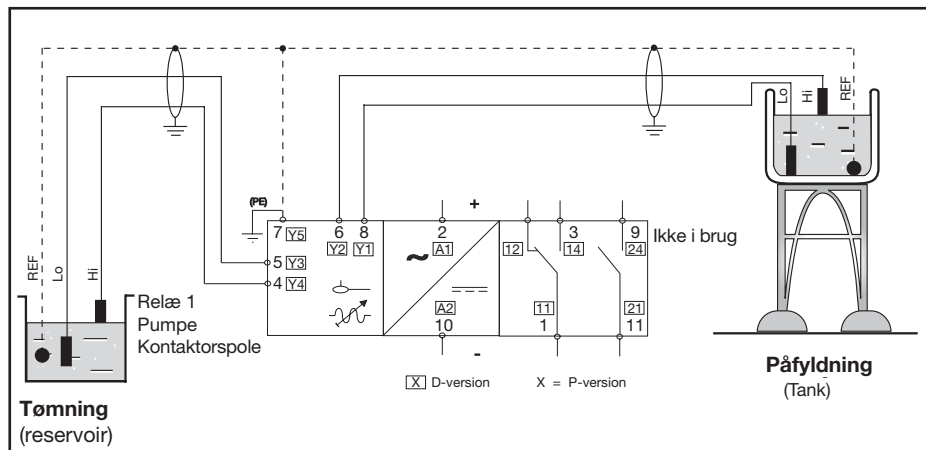 REF
Lo
Hi
Lo
Hi
REF
(PE)
+
7 Y5
6
Y2
8
Y1
2
A1
3
12
14
9
24
Ikke i brug
5 Y3
4 Y4
~
A2
10
11
1
21
11
-
Relæ 1
Pumpe
Kontaktorspole
X D-version
X = P-version
Tømning
(reservoir)
Påfyldning
(Tank)